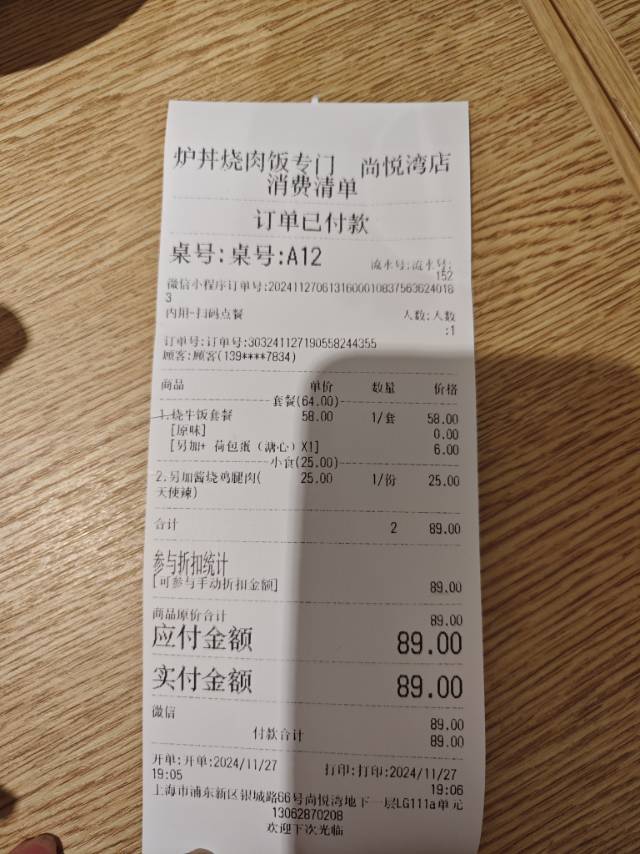 炉丼烧肉饭专门 尚悦湾店
消费清单
订单已付款
桌号:桌号:A12 流水号:流水号:
152
微信小程序订单号:2024112706131600010837563624018
3
内用-扫码点餐 人数:人数
:1
订单号:订单号:303241127190558244355
顾客:顾客(139****7834)
商品 单价 数量 价格
套餐(64.00)
1.烧牛饭套餐 58.00 1/套 58.00
[原味] 0.00
[另加+ 荷包蛋（溏心）X1] 6.00
小食(25.00)
2.另加酱烧鸡腿肉( 25.00 1/份 25.00
天使辣)
合计 2 89.00
参与折扣统计
[可参与手动折扣金额] 89.00
商品原价合计 89.00
应付金额 89.00
实付金额 89.00
微信 89.00
付款合计 89.00
开单:开单:2024/11/27 打印:打印:2024/11/27
19:05 19:06
上海市浦东新区银城路66号尚悦湾地下一层LG111a单元
13062870208
欢迎下次光临